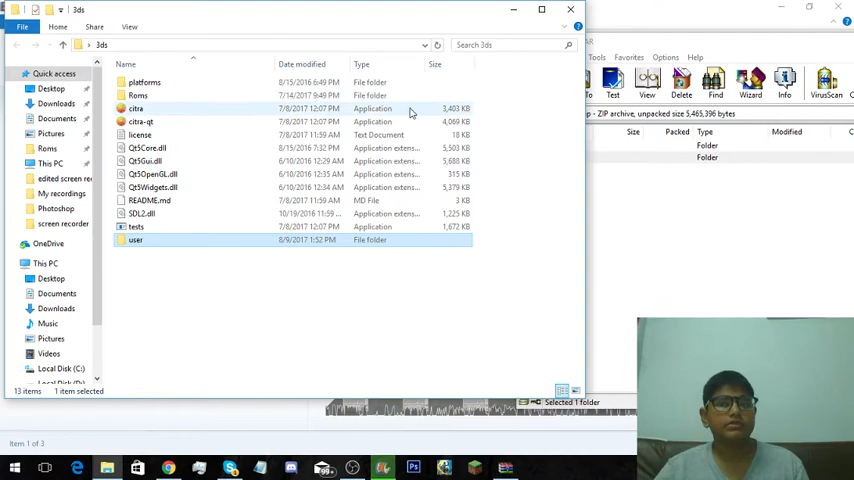 3ds
File Home Share View
3ds
Search 3ds
Name Date modified Type Size
Quick access
Desktop
Downloads
Documents
Pictures
Roms
This PC
edited screen re
My recordings
Photoshop
screen recorder
OneDrive
This PC
Desktop
Documents
Downloads
Music
Pictures
Videos
Local Disk (C:)
platforms 8/15/2016 6:49 PM File folder
Roms 7/14/2017 9:49 PM File folder
citra 7/8/2017 12:07 PM Application 3,403 KB
citra-qt 7/8/2017 12:07 PM Application 4,069 KB
license 7/8/2017 11:59 AM Text Document 18 KB
Qt5Core.dll 8/15/2016 7:32 PM Application extens... 5,503 KB
Qt5Gui.dll 6/10/2016 12:29 AM Application extens... 5,688 KB
Qt5OpenGL.dll 6/10/2016 12:35 AM Application extens... 315 KB
Qt5Widgets.dll 6/10/2016 12:34 AM Application extens... 5,379 KB
README.md 7/8/2017 11:59 AM MD File 3 KB
SDL2.dll 10/19/2016 11:59 ... Application extens... 1,225 KB
tests 7/8/2017 12:07 PM Application 1,672 KB
user 8/9/2017 1:52 PM File folder
13 items 1 item selected
Tools Favorites Options Help
Test View Delete Find Wizard Info VirusScan
ZIP archive, unpacked size 5,465,396 bytes
Size Packed Type Modified
Folder
Folder
Selected 1 folder
Item 1 of 3
99+